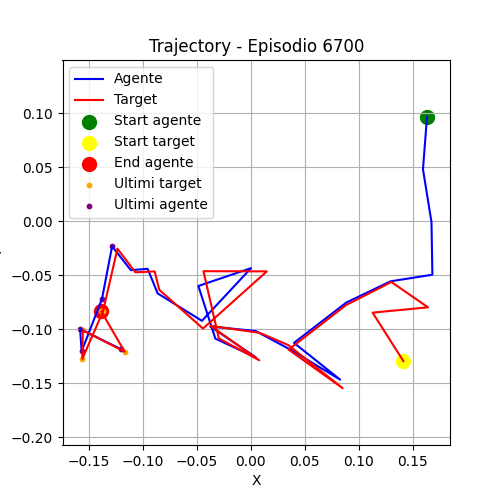 Trajectory - Episodio 6700
Agente
Target
Start agente
Start target
End agente
Ultimi target
Ultimi agente
0.10
0.05
0.00
−0.05
−0.10
−0.15
−0.20
−0.15
−0.10
−0.05
0.00
0.05
0.10
0.15
X